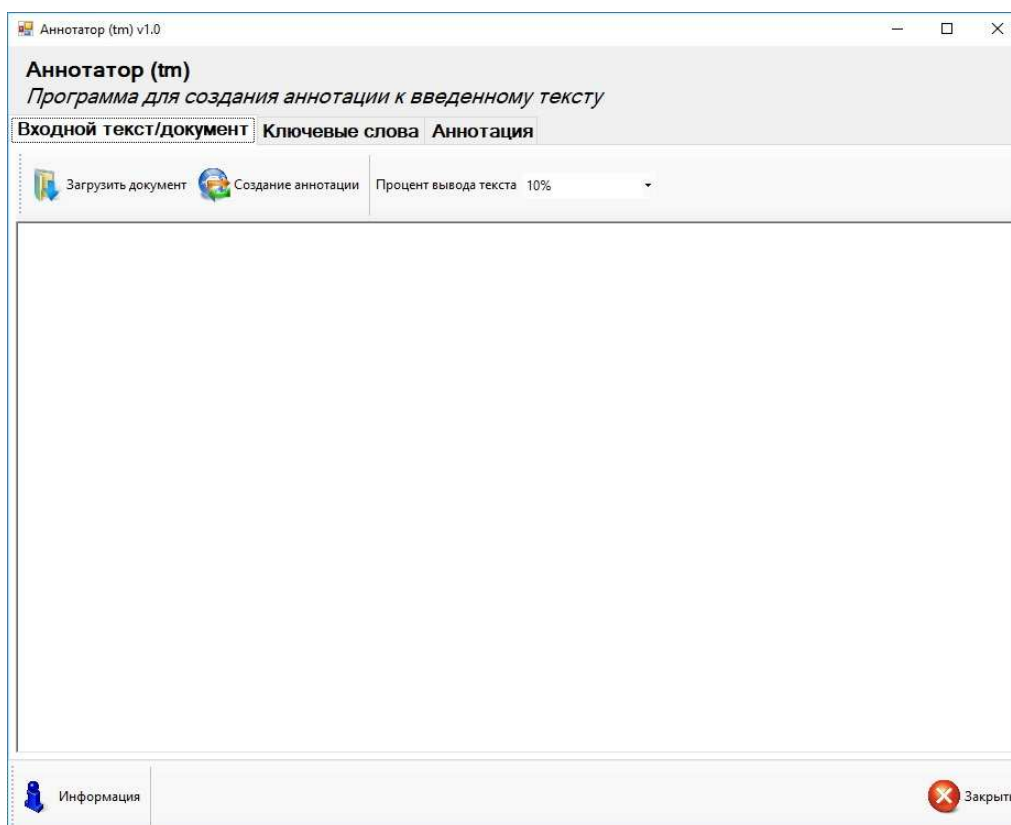 Аннотатор (tm) v1.0
Аннотатор (tm)
Программа для создания аннотации к введенному тексту
Входной текст/документ Ключевые слова Аннотация
Загрузить документ Создание аннотации Процент вывода текста 10%
Информация Закрыть